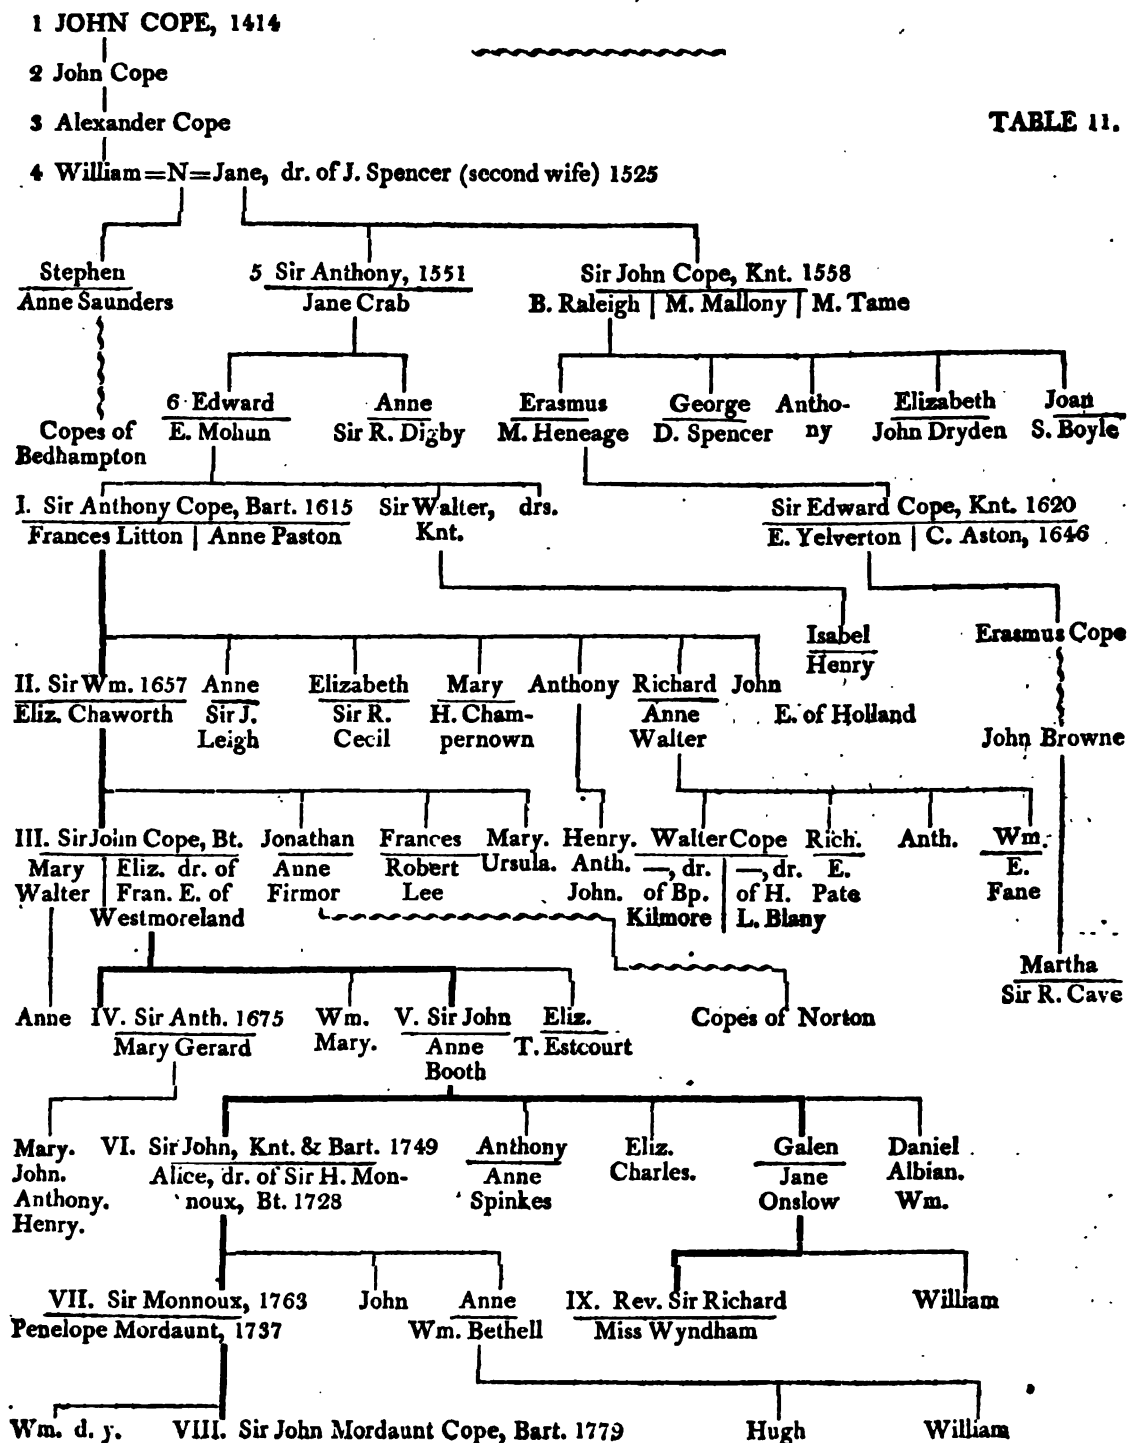 1 JOHN COPE, 1414
2 John Cope
3 Alexander Cope
TABLE 11.
4 William=N=Jane, dr. of J. Spencer (second wife) 1525
Stephen
Anne Saunders
5 Sir Anthony, 1551
Jane Crab
Sir John Cope, Knt. 1558
B. Raleigh | M. Mallony | M. Tame
Copes of
Bedhampton
6 Edward
E. Mohun
Anne
Sir R. Digby
Erasmus
M. Heneage
George
D. Spencer
Antho-
ny
Elizabeth
John Dryden
Joan
S. Boyle
I. Sir Anthony Cope, Bart. 1615
Frances Litton | Anne Paston
Sir Walter,
Knt.
drs.
Sir Edward Cope, Knt. 1620
E. Yelverton | C. Aston, 1646
Isabel
Henry
E. of Holland
Erasmus Cope
John Browne
II. Sir Wm. 1657
Eliz. Chaworth
Anne
Sir J.
Leigh
Elizabeth
Sir R.
Cecil
Mary
H. Cham-
pernown
Anthony
Richard
Anne
Walter
John
III. Sir John Cope, Bt.
Mary
Walter
Eliz. dr. of
Fran. E. of
Westmoreland
Jonathan
Anne
Firmor
Frances
Robert
Lee
Mary.
Ursula.
Henry.
Anth.
John.
Walter Cope
—, dr.
of Bp.
Kilmore
—, dr.
of H.
L. Blany
Rich.
E.
Pate
Anth.
Wm.
E.
Fane
Martha
Sir R. Cave
Anne
IV. Sir Anth. 1675
Mary Gerard
Wm.
Mary.
V. Sir John
Anne
Booth
Eliz.
T. Estcourt
Copes of Norton
Mary.
John.
Anthony.
Henry.
VI. Sir John, Knt. & Bart. 1749
Alice, dr. of Sir H. Mon-
noux, Bt. 1728
Anthony
Anne
Spinkes
Eliz.
Charles.
Galen
Jane
Onslow
Daniel
Albian.
Wm.
VII. Sir Monnoux, 1763
Penelope Mordaunt, 1737
John
Anne
Wm. Bethell
IX. Rev. Sir Richard
Miss Wyndham
William
Wm. d. y.
VIII. Sir John Mordaunt Cope, Bart. 1779
Hugh
William